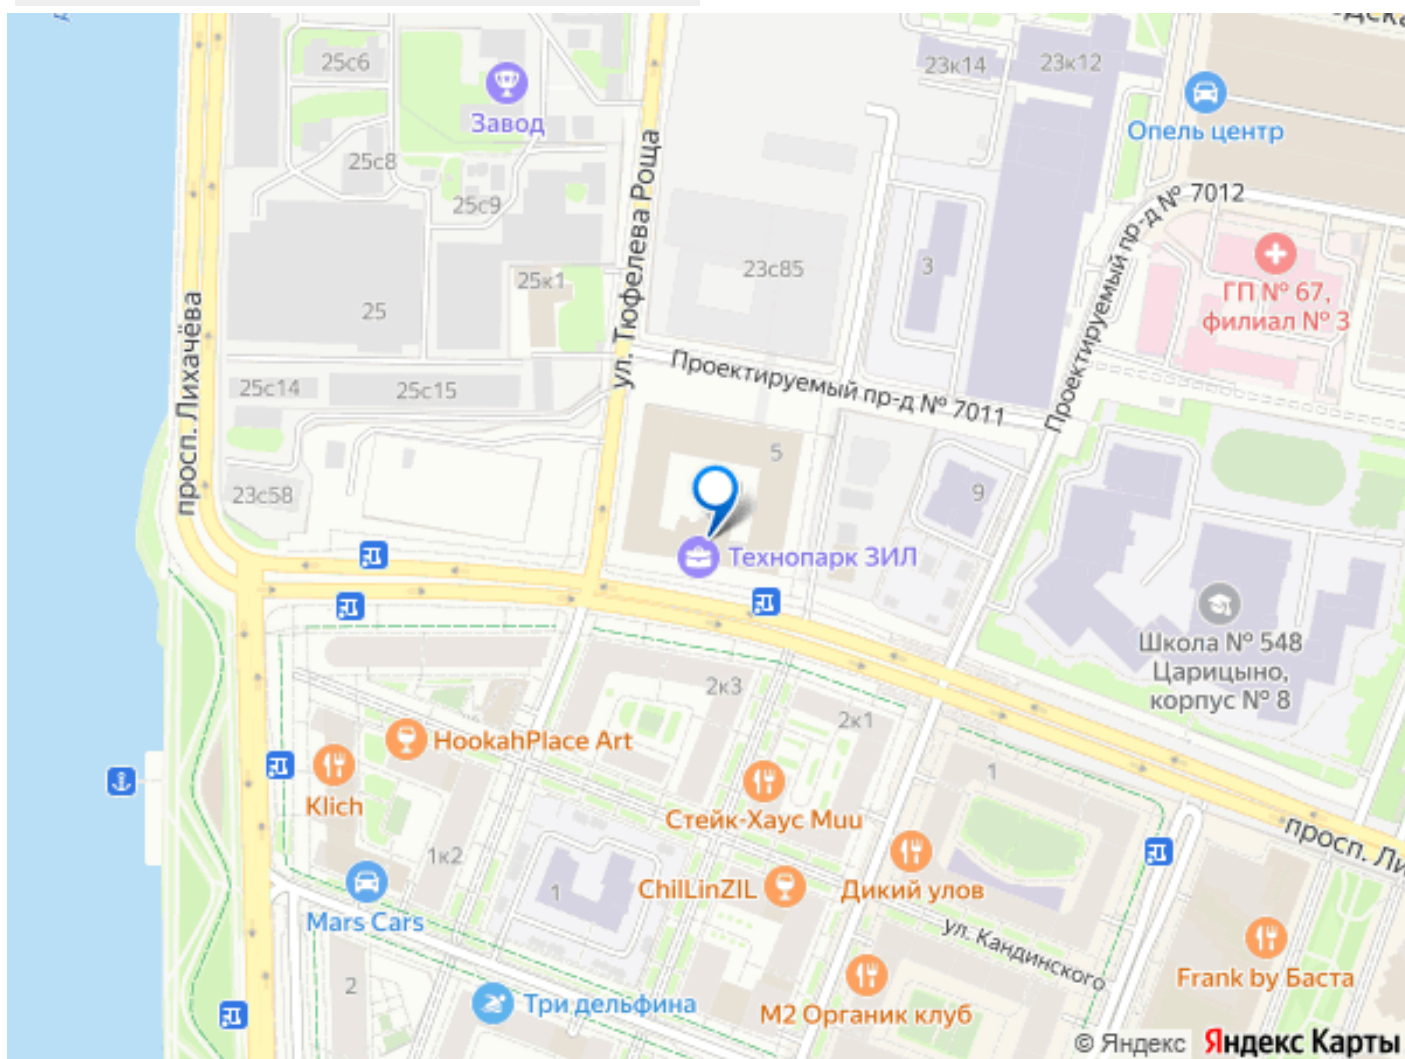 25с6
Завод
25с8
25с9
25к1
25
25с14
25с15
23с58
просп. Лихачёва
ул. Тюфелева Роща
23к14
23к12
Опель центр
Проектируемый пр-д № 7012
3
23с85
ГП № 67,
филиал № 3
Проектируемый пр-д № 7011
5
9
Технопарк ЗИЛ
Школа № 548
Царицыно,
корпус № 8
2к3
2к1
HookahPlace Art
Klich
1
Стейк-Хаус Muu
просп. Ли
1к2
ChilLinZIL
Дикий улов
1
Mars Cars
ул. Кандинского
Frank by Баста
2
Три дельфина
М2 Органик клуб
© Яндекс Яндекс Карты